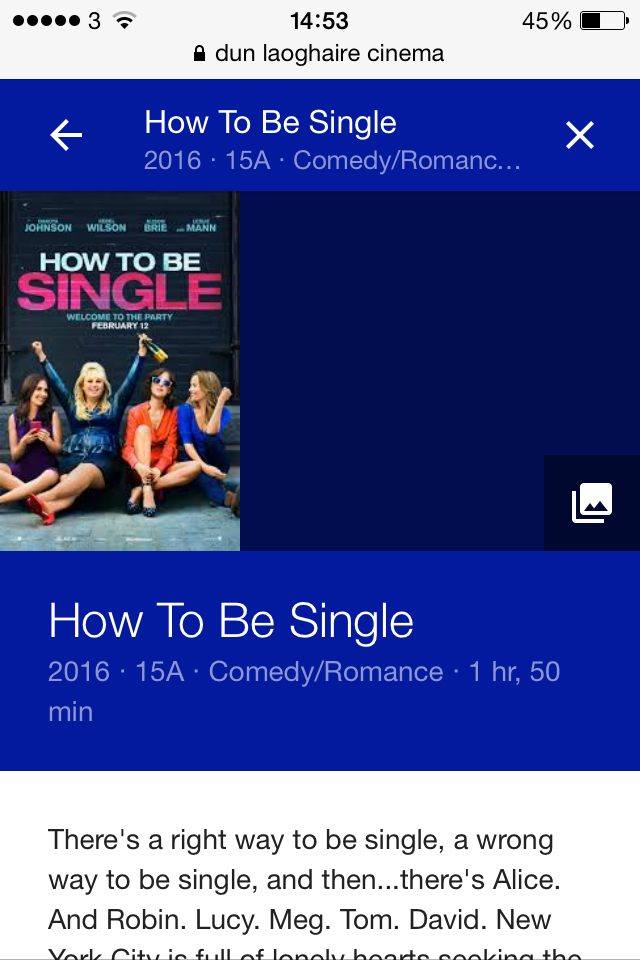 3 14:53 45%
dun laoghaire cinema
How To Be Single
2016 · 15A · Comedy/Romanc...
JOHNSON WILSON BRIE MANN
HOW TO BE
SINGLE
WELCOME TO THE PARTY
FEBRUARY 12
How To Be Single
2016 · 15A · Comedy/Romance · 1 hr, 50
min
There's a right way to be single, a wrong
way to be single, and then...there's Alice.
And Robin. Lucy. Meg. Tom. David. New
York City is full of lonely hearts seeking the